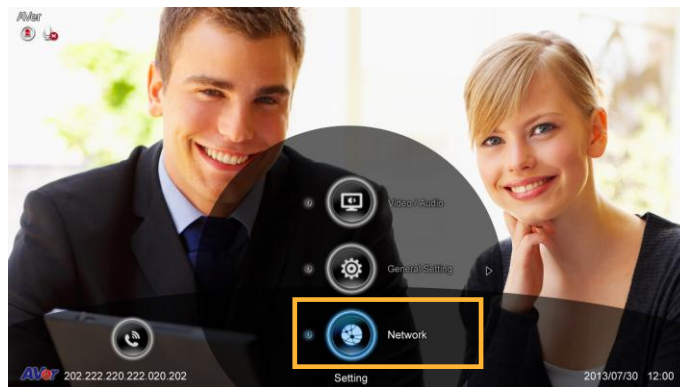 AVer
Video / Audio
General Setting
Network
AVer 202.222.220.222.020.202
Setting
2013/07/30 12:00